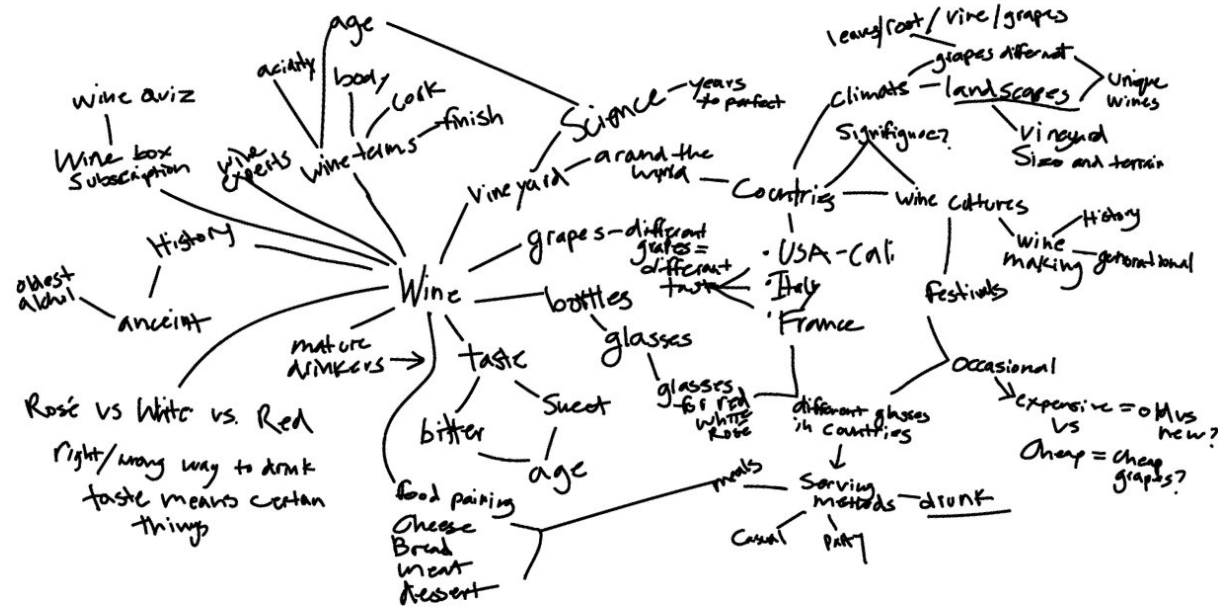 age
leaves/root/vine/grapes
acidity
body
cork
finish
Science
years
to perfect
climate
grapes different
landscapes
unique
wines
vineyard
Size and terrain
wine quiz
Wine box
Subscription
wine
experts
wine terms
vineyard
around the
world
Countries
Signifignce?
wine cultures
History
wine
making
generational
History
oldest
alchol
anceint
Wine
grapes-different
grapes=
different
taste
• USA-Cali
• Italy
• France
festivals
bottles
glasses
glasses
for red
white
Rose
mature
drinkers
taste
bitter
Sweet
age
different glasses
in countries
Occasional
expensive = old vs
new?
vs
Cheap = cheap
grapes?
Rosé vs White vs. Red
right/wrong way to drink
taste means certan
things
food pairing
Cheese
Bread
meat
dessert
meals
Serving
methods
drunk
Casual
party